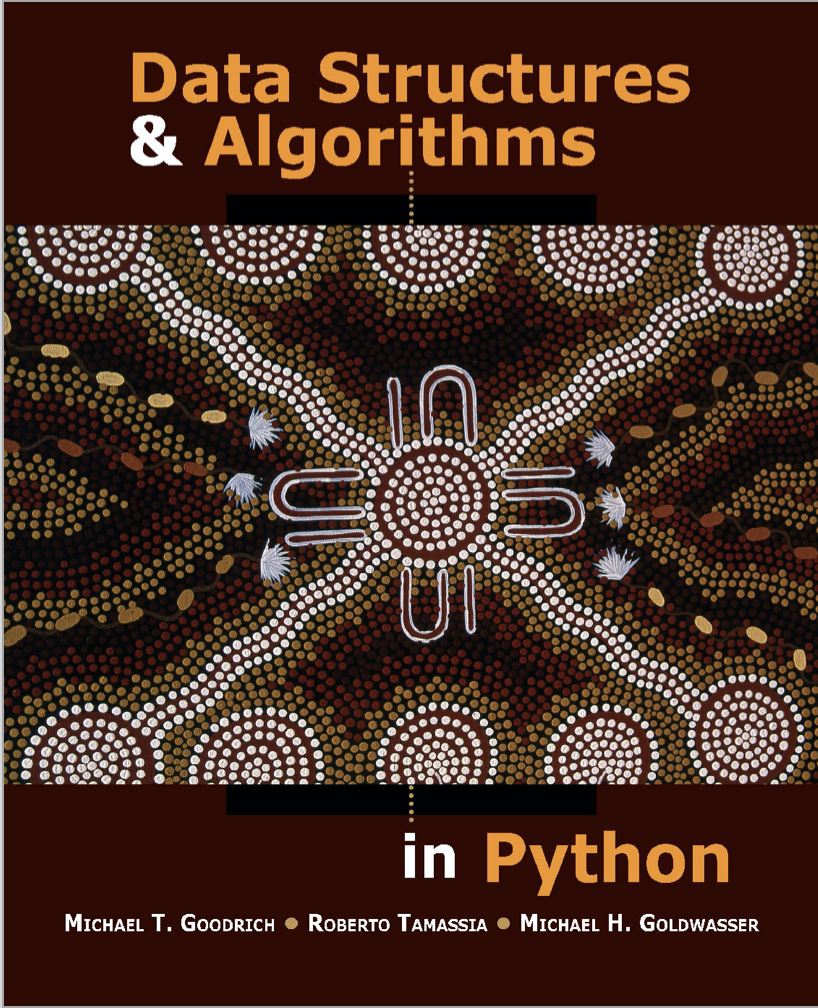 Data Structures
& Algorithms
in Python
Michael T. Goodrich • Roberto Tamassia • Michael H. Goldwasser